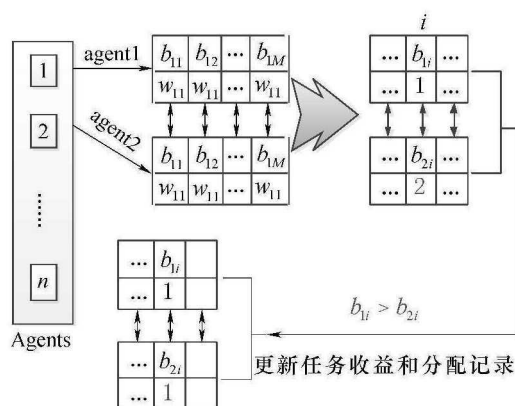 1
2
......
n
Agents
agent1
agent2
b11 b12 ... b1M
w11 w11 ... w11
b11 b12 ... b1M
w11 w11 ... w11
i
... b1i ...
... 1 ...
... b2i ...
... 2 ...
... b1i
... 1
... b2i
... 1
b1i > b2i
更新任务收益和分配记录